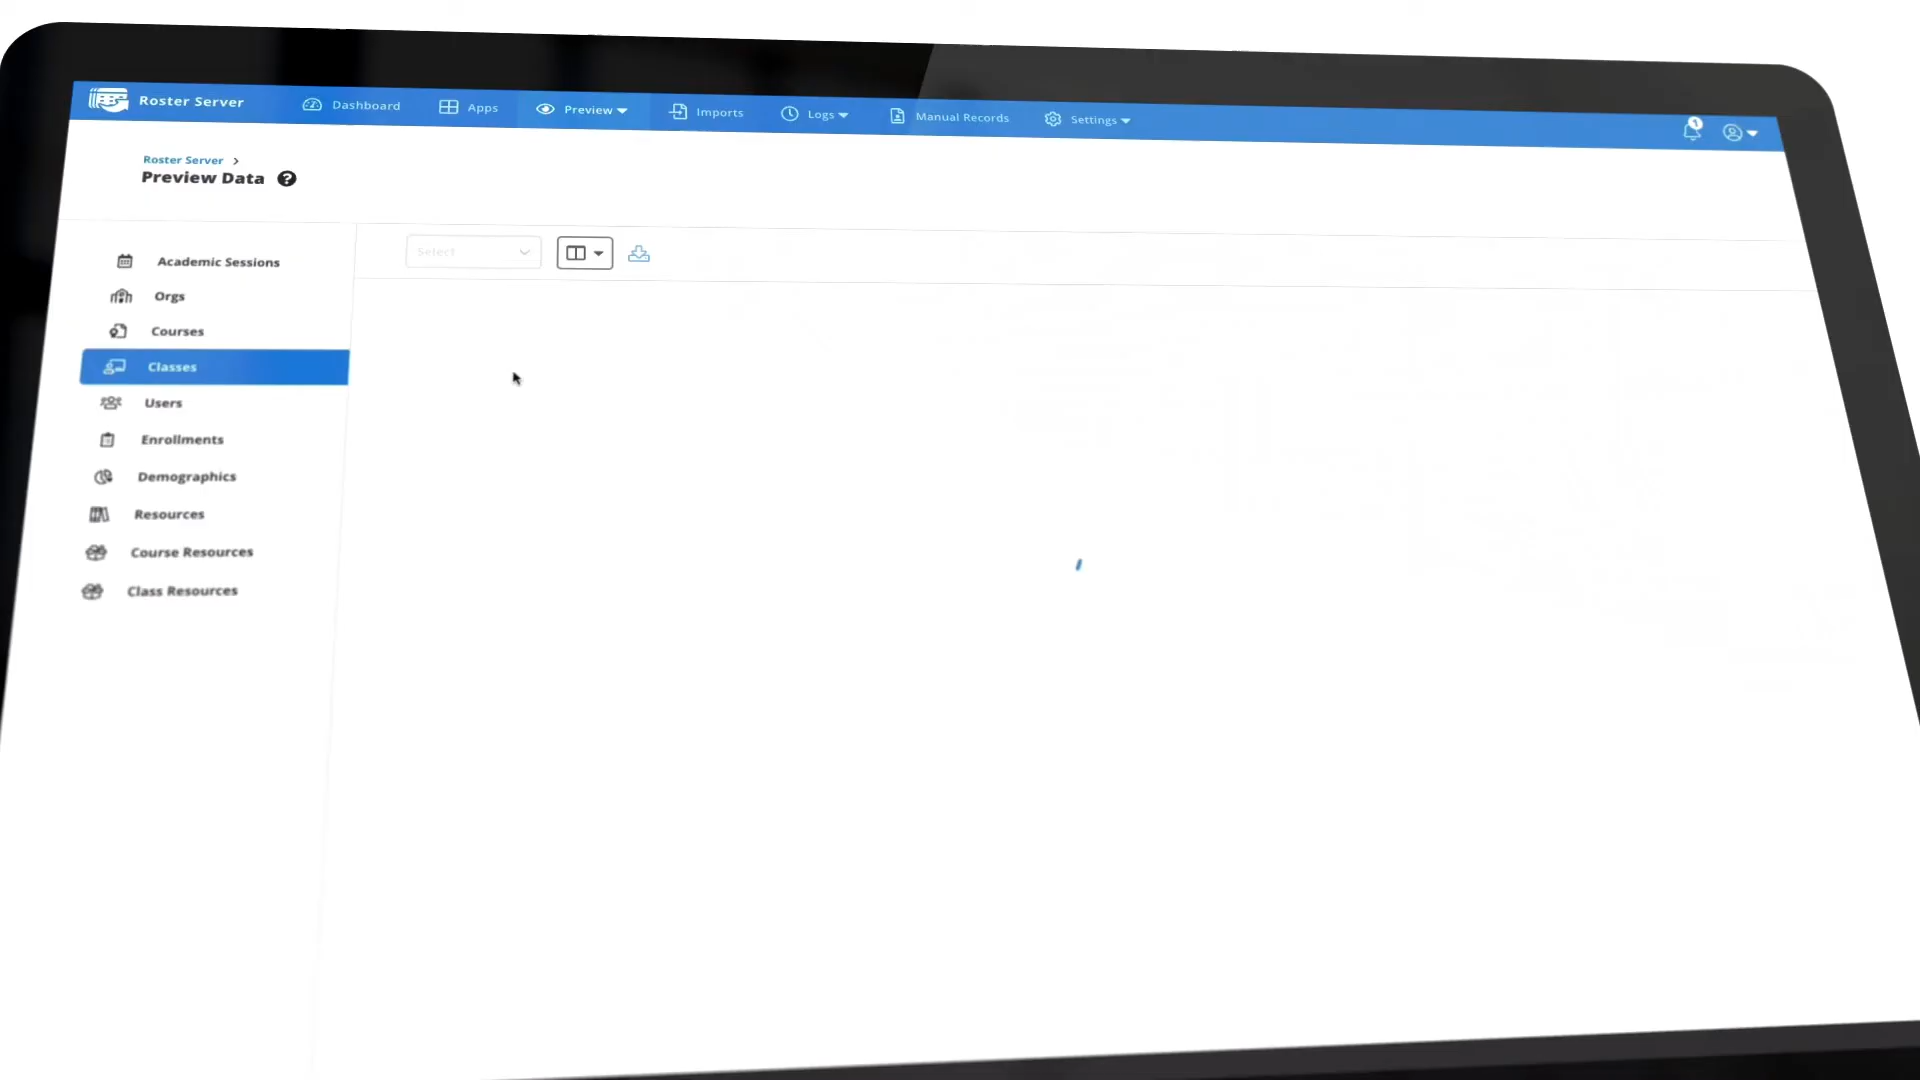 Roster Server Dashboard Apps Preview Imports Logs Manual Records Settings 1
Roster Server >
Preview Data ?
Select
Academic Sessions
Orgs
Courses
Classes
Users
Enrollments
Demographics
Resources
Course Resources
Class Resources